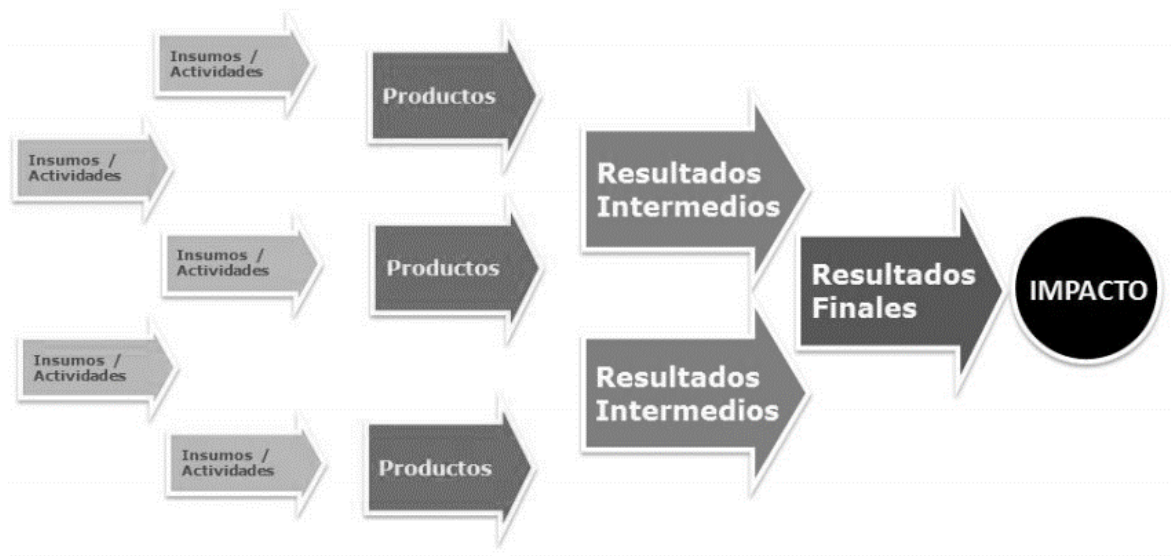 Insumos /
Actividades
Productos
Insumos /
Actividades
Resultados
Intermedios
Insumos /
Actividades
Productos
Resultados
Finales
IMPACTO
Insumos /
Actividades
Resultados
Intermedios
Insumos /
Actividades
Productos